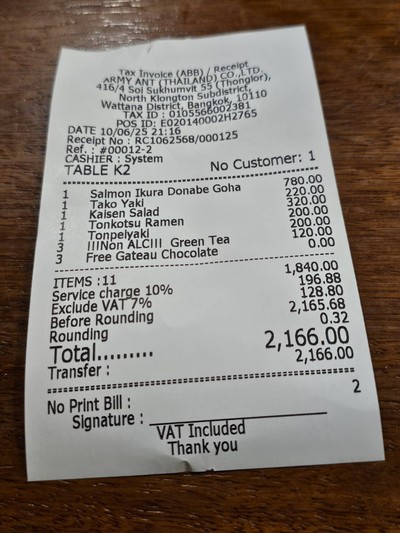 Tax Invoice (ABB) / Receipt
ARMY ANT (THAILAND) CO.,LTD.
416/4 Soi Sukhumvit 55 (Thonglor),
North Klongton Subdistrict,
Wattana District, Bangkok, 10110
TAX ID : 0105566002381
POS ID: E020140002H2765
DATE 10/06/25 21:16
Receipt No : RC1062568/000125
Ref. : #00012-2
CASHIER : System
TABLE K2 No Customer: 1
1 Salmon Ikura Donabe Goha 780.00
1 Tako Yaki 220.00
1 Kaisen Salad 320.00
1 Tonkotsu Ramen 200.00
1 Tonpeiyaki 200.00
3 !!!Non ALC!!! Green Tea 120.00
3 Free Gateau Chocolate 0.00
ITEMS :11 1,840.00
Service charge 10% 196.88
Exclude VAT 7% 128.80
Before Rounding 2,165.68
Rounding 0.32
Total......... 2,166.00
Transfer : 2,166.00
No Print Bill : 2
Signature :
VAT Included
Thank you